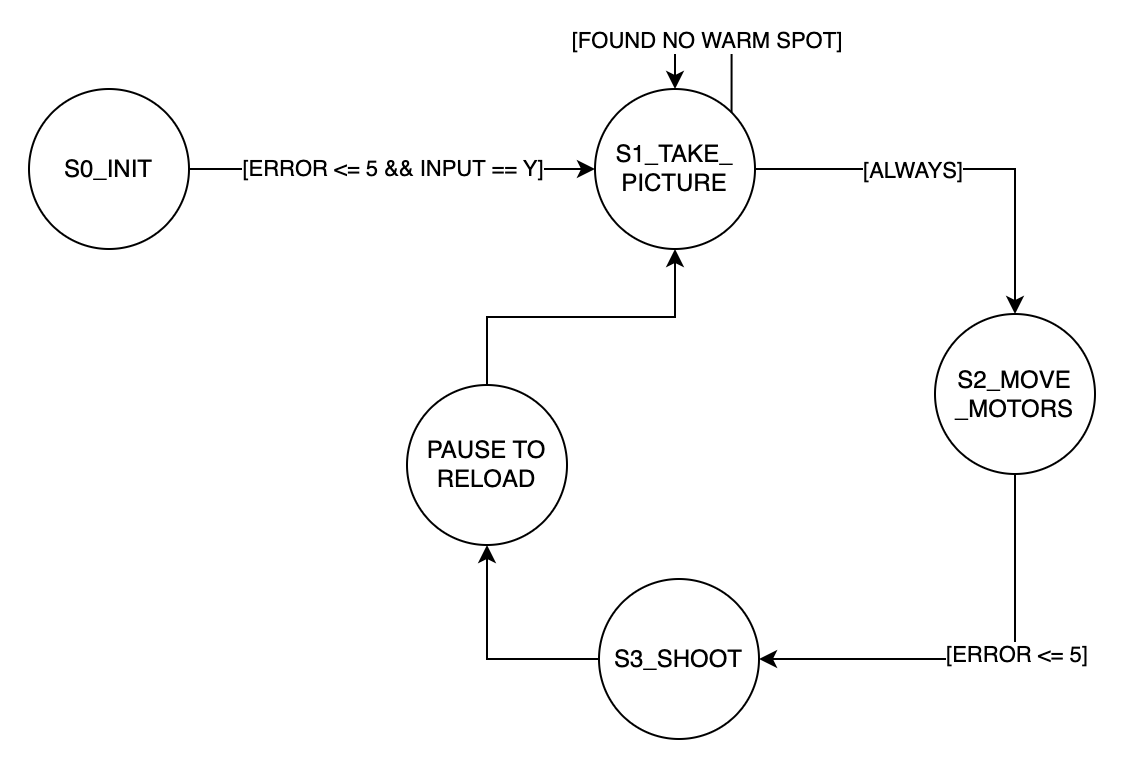 [FOUND NO WARM SPOT]
S0_INIT
[ERROR <= 5 && INPUT == Y]
S1_TAKE_
PICTURE
[ALWAYS]
S2_MOVE
_MOTORS
PAUSE TO
RELOAD
S3_SHOOT
[ERROR <= 5]